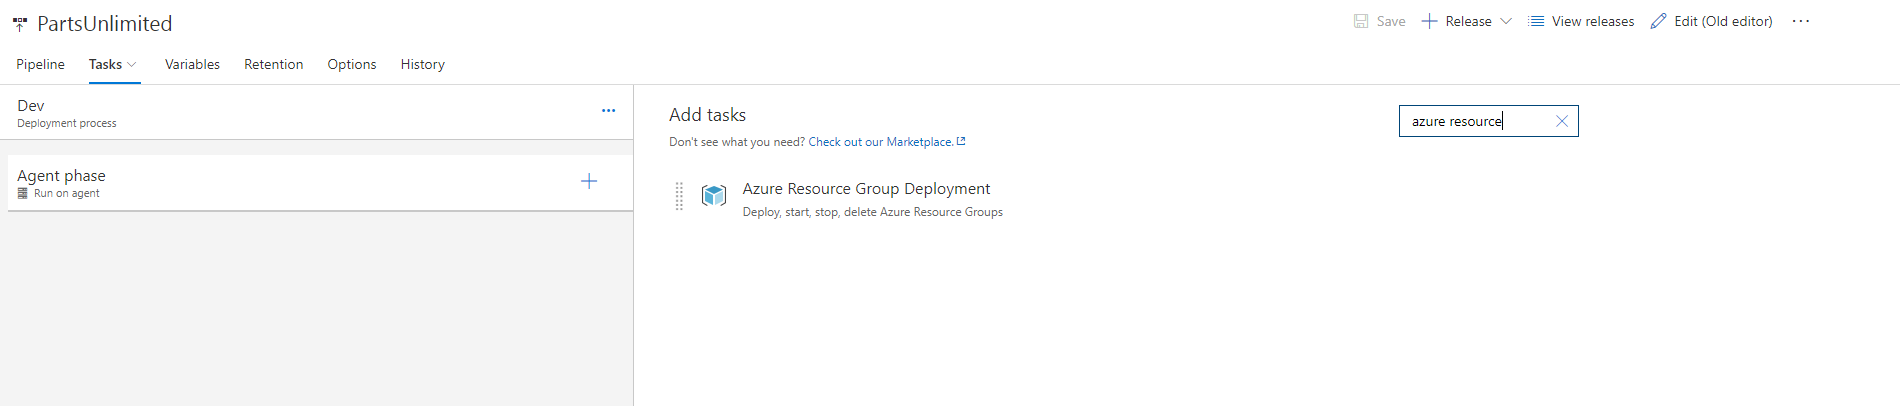 PartsUnlimited
Save Release View releases Edit (Old editor) ...
Pipeline Tasks Variables Retention Options History
Dev
Deployment process
...
Agent phase
Run on agent
Add tasks
Don't see what you need? Check out our Marketplace.
azure resource
Azure Resource Group Deployment
Deploy, start, stop, delete Azure Resource Groups